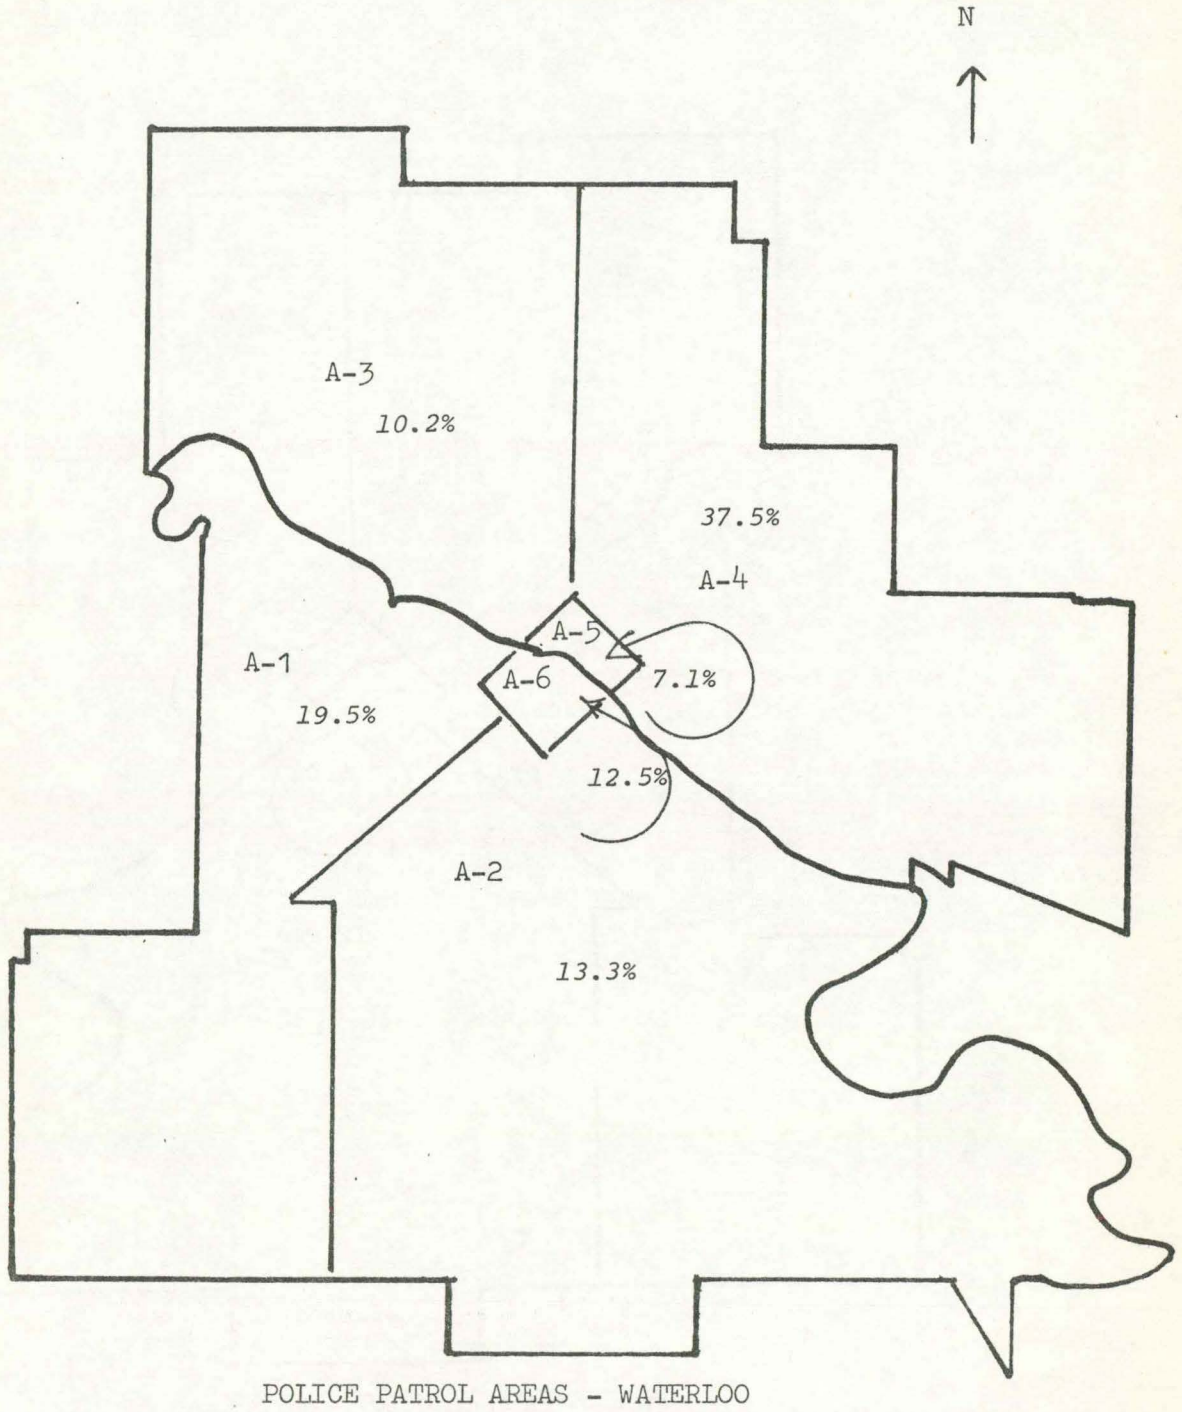 N
A-3
10.2%
37.5%
A-4
A-5
A-1
A-6
7.1%
19.5%
12.5%
A-2
13.3%
POLICE PATROL AREAS - WATERLOO